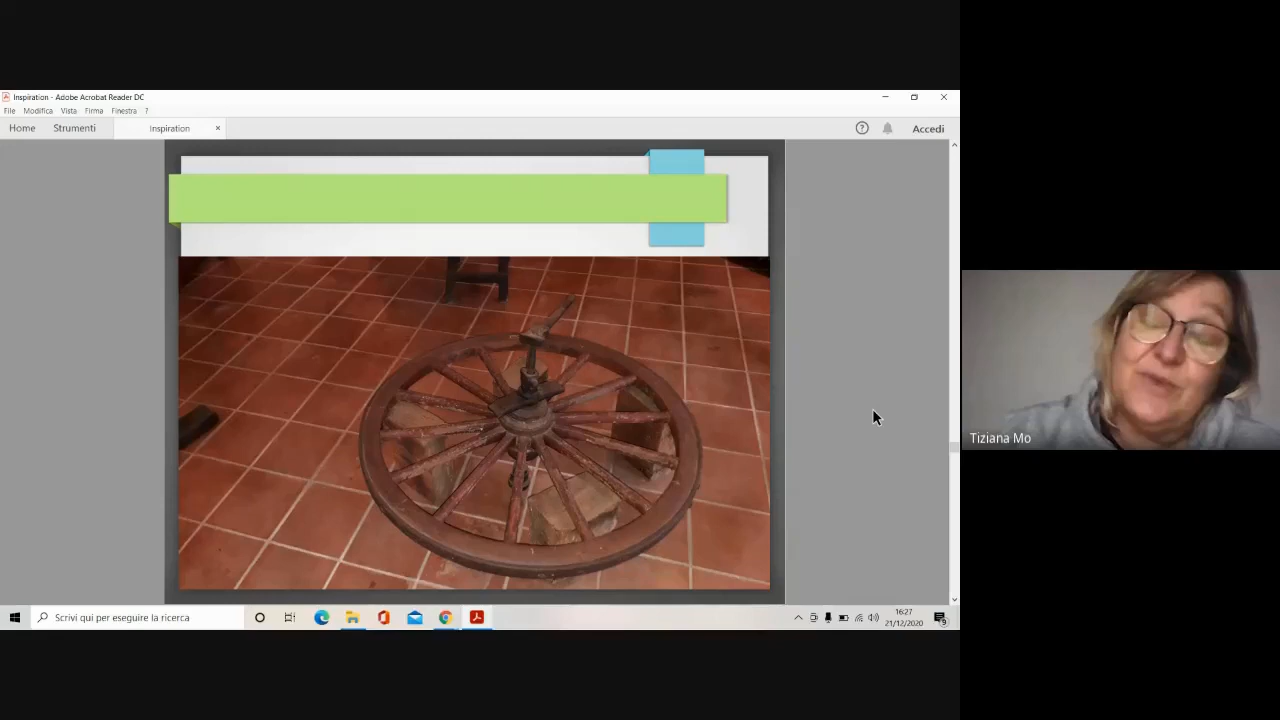 Inspiration - Adobe Acrobat Reader DC
File Modifica Vista Firma Finestra ?
Home Strumenti Inspiration × ? Accedi
Tiziana Mo
Scrivi qui per eseguire la ricerca
16:27
21/12/2020
9